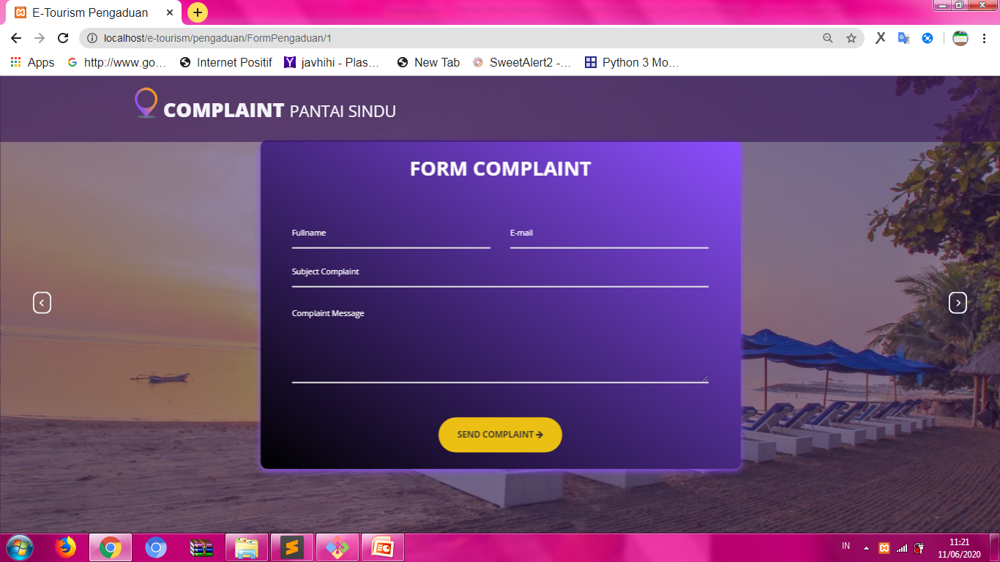 E-Tourism Pengaduan
localhost/e-tourism/pengaduan/FormPengaduan/1
Apps
http://www.go...
Internet Positif
javhihi - Plas...
New Tab
SweetAlert2 -...
Python 3 Mo...
COMPLAINT PANTAI SINDU
FORM COMPLAINT
Fullname
E-mail
Subject Complaint
Complaint Message
SEND COMPLAINT
IN
11:21
11/06/2020